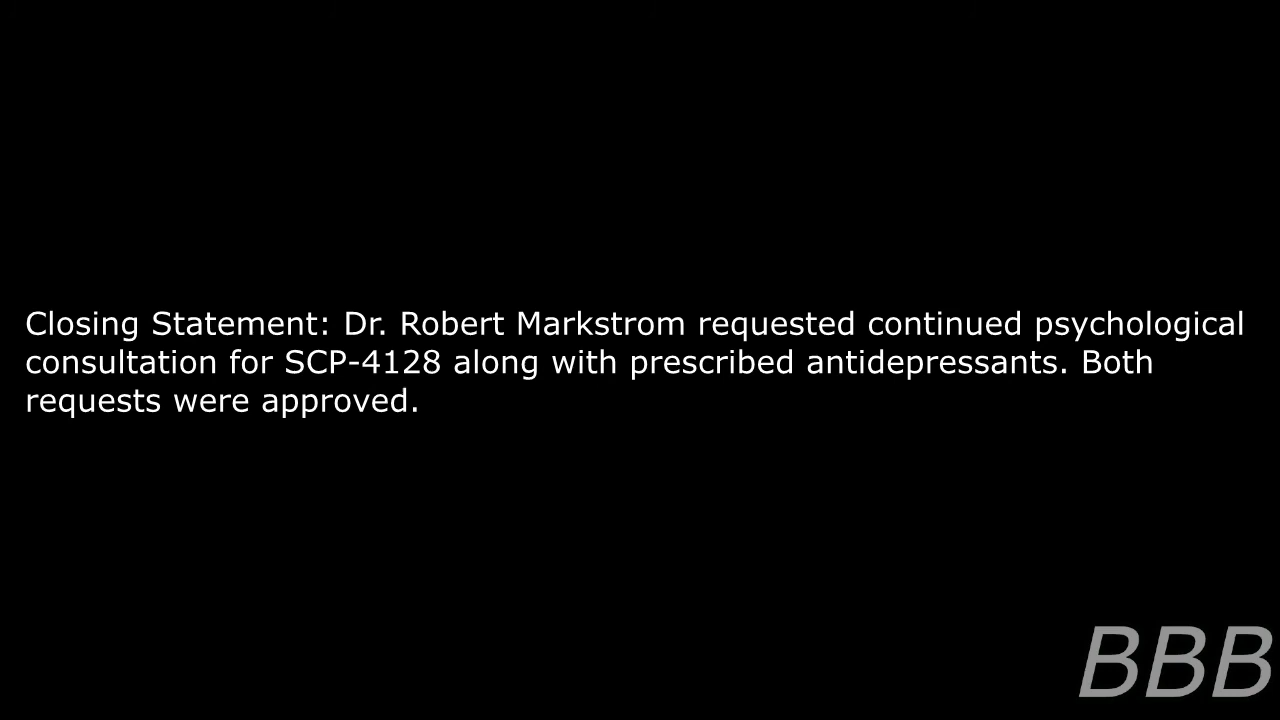 Closing Statement: Dr. Robert Markstrom requested continued psychological
consultation for SCP-4128 along with prescribed antidepressants. Both
requests were approved.
BBB